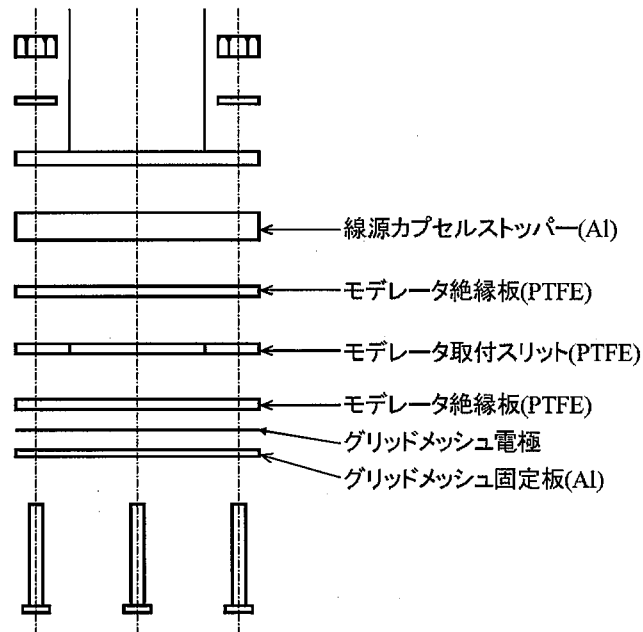 線源カプセルストッパー(Al)
モデレータ絶縁板(PTFE)
モデレータ取付スリット(PTFE)
モデレータ絶縁板(PTFE)
グリッドメッシュ電極
グリッドメッシュ固定板(Al)